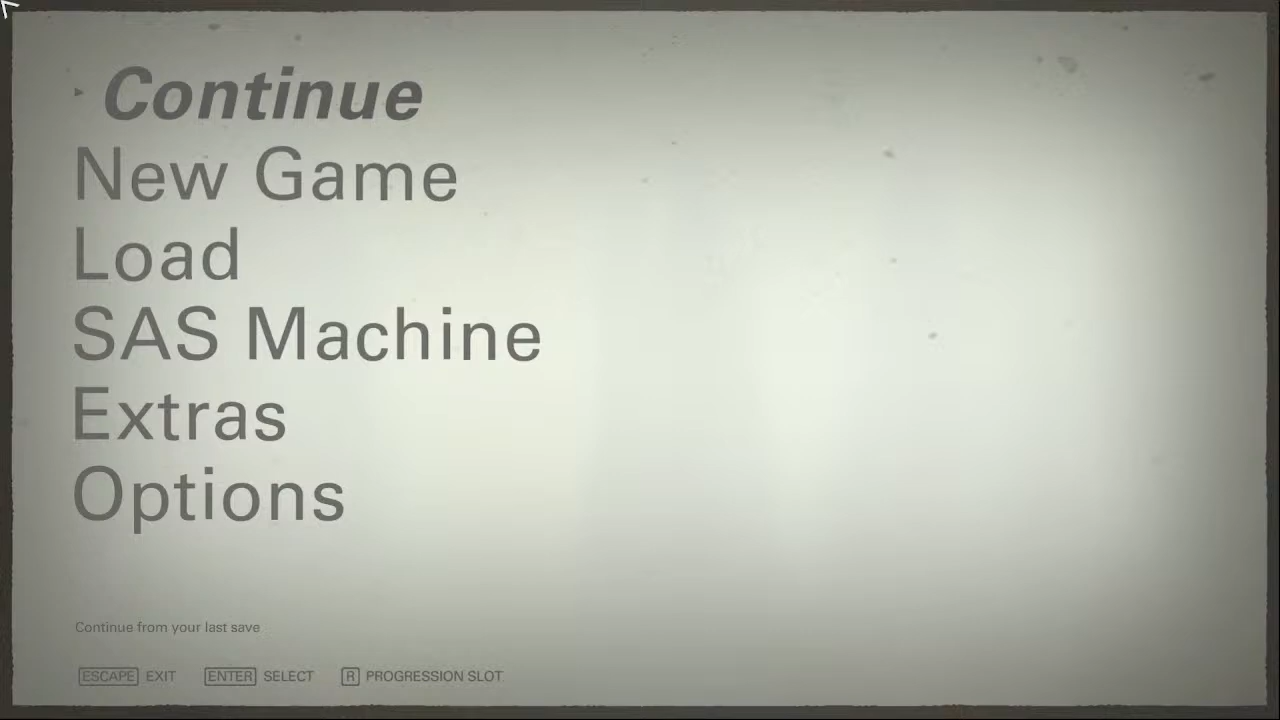 Continue
New Game
Load
SAS Machine
Extras
Options
Continue from your last save
ESCAPE EXIT ENTER SELECT R PROGRESSION SLOT